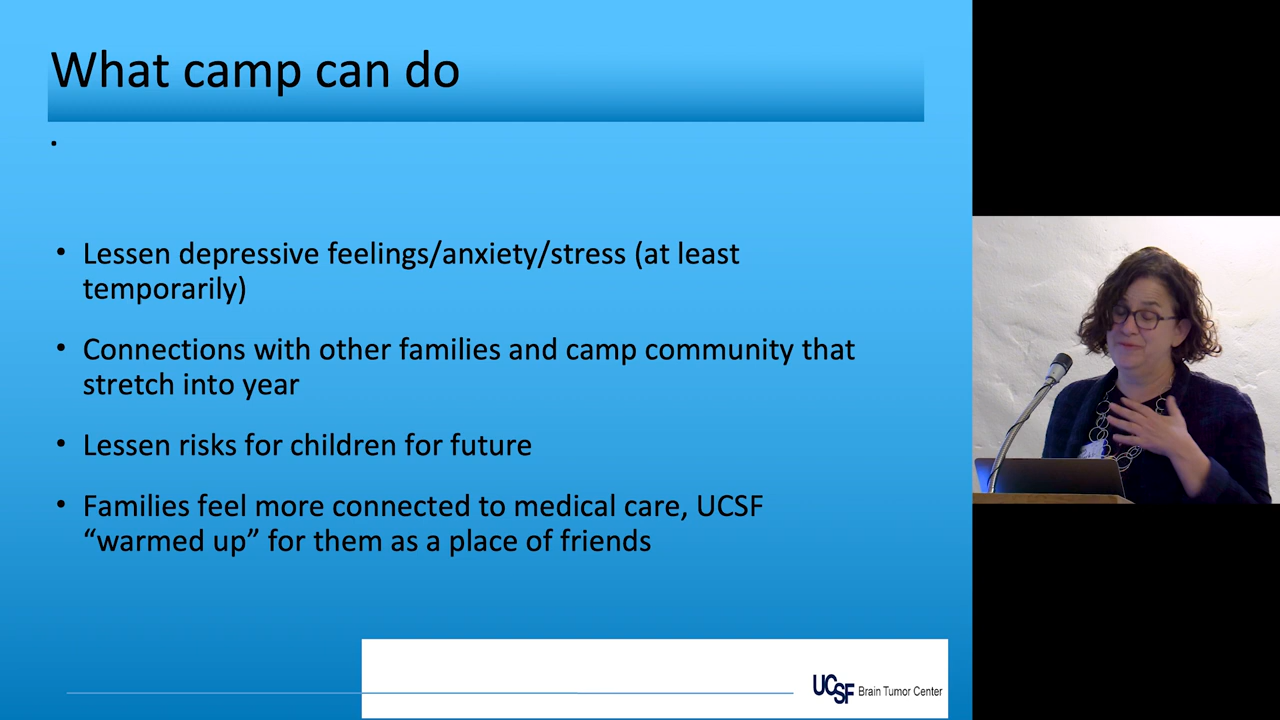 What camp can do
•
• Lessen depressive feelings/anxiety/stress (at least
temporarily)
• Connections with other families and camp community that
stretch into year
• Lessen risks for children for future
• Families feel more connected to medical care, UCSF
“warmed up” for them as a place of friends
UCSF Brain Tumor Center